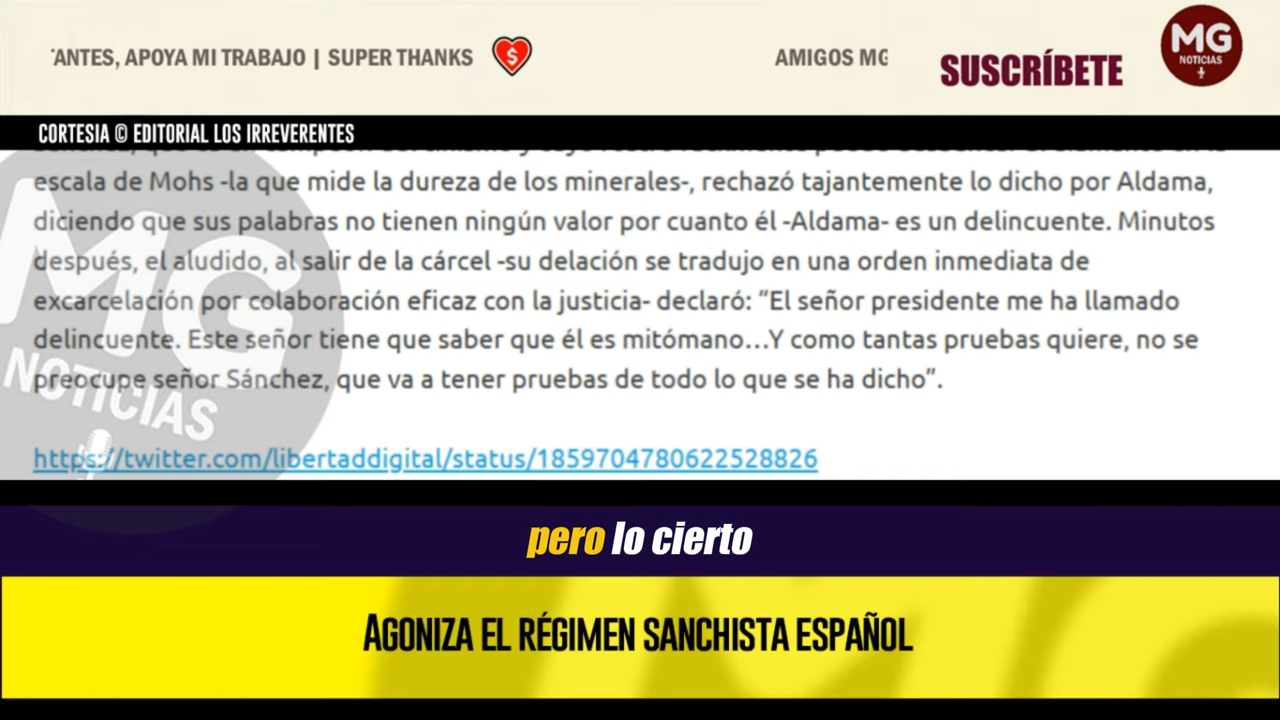 'ANTES, APOYA MI TRABAJO | SUPER THANKS
AMIGOS MG
SUSCRÍBETE
MG
NOTICIAS
CORTESIA © EDITORIAL LOS IRREVERENTES
escala de Mohs -la que mide la dureza de los minerales-, rechazó tajantemente lo dicho por Aldama,
diciendo que sus palabras no tienen ningún valor por cuanto él -Aldama- es un delincuente. Minutos
después, el aludido, al salir de la cárcel -su delación se tradujo en una orden inmediata de
excarcelación por colaboración eficaz con la justicia- declaró: “El señor presidente me ha llamado
delincuente. Este señor tiene que saber que él es mitómano…Y como tantas pruebas quiere, no se
preocupe señor Sánchez, que va a tener pruebas de todo lo que se ha dicho”.
https://twitter.com/libertaddigital/status/1859704780622528826
MG
NOTICIAS
pero lo cierto
AGONIZA EL RÉGIMEN SANCHISTA ESPAÑOL